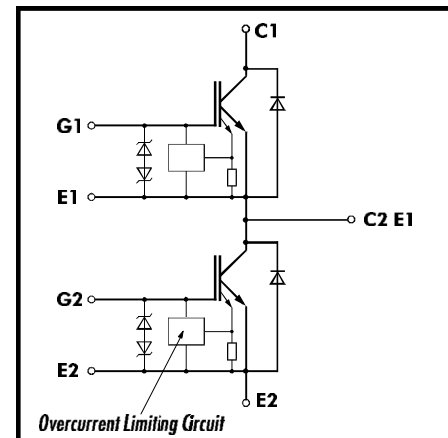 C1
G1
E1
C2 E1
G2
E2
E2
Overcurrent Limiting Circuit